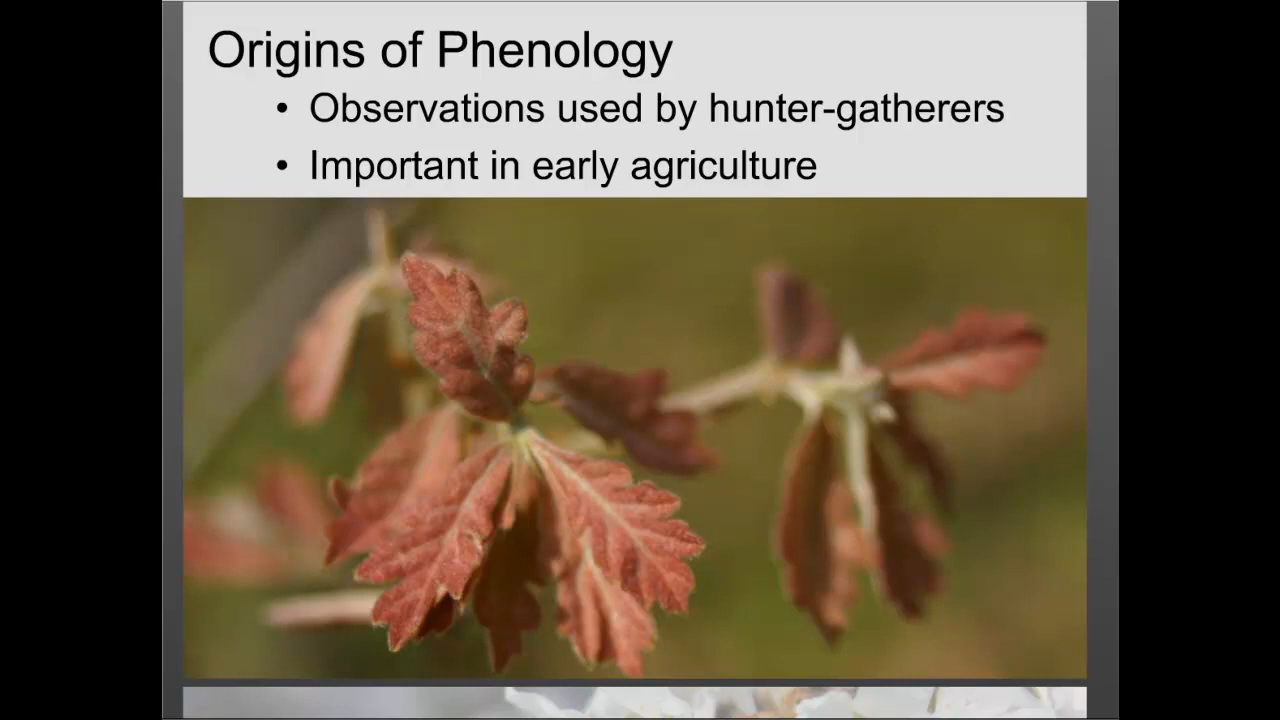 Origins of Phenology
• Observations used by hunter-gatherers
• Important in early agriculture